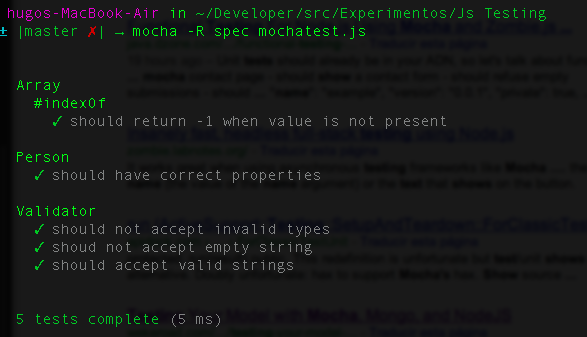 hugos-MacBook-Air in ~/Developer/src/Experimentos/Js Testing
± |master ✗| → mocha -R spec mochatest.js
Array
#indexOf
✓ should return -1 when value is not present
Person
✓ should have correct properties
Validator
✓ should not accept invalid types
✓ shoud not accept empty string
✓ should accept valid strings
5 tests complete (5 ms)